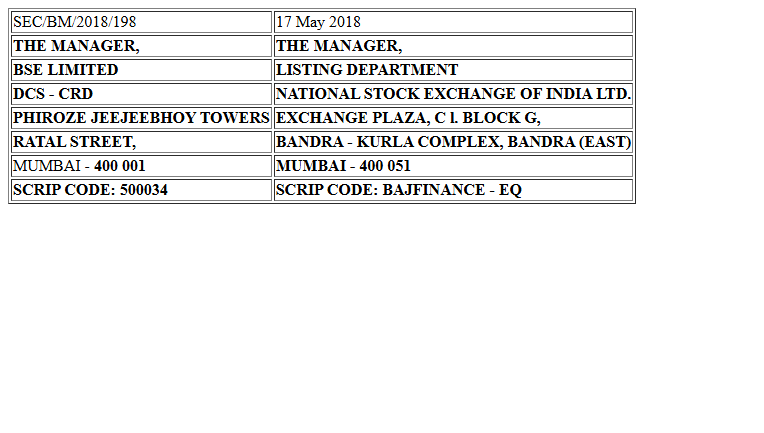 SEC/BM/2018/198 17 May 2018
THE MANAGER, THE MANAGER,
BSE LIMITED LISTING DEPARTMENT
DCS - CRD NATIONAL STOCK EXCHANGE OF INDIA LTD.
PHIROZE JEEJEEBHOY TOWERS EXCHANGE PLAZA, C l. BLOCK G,
RATAL STREET, BANDRA - KURLA COMPLEX, BANDRA (EAST)
MUMBAI - 400 001 MUMBAI - 400 051
SCRIP CODE: 500034 SCRIP CODE: BAJFINANCE - EQ